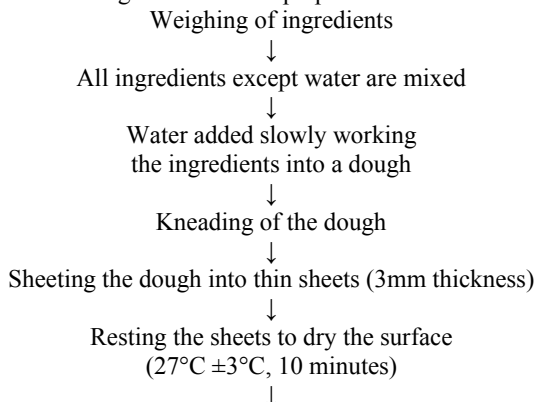 Weighing of ingredients
↓
All ingredients except water are mixed
↓
Water added slowly working
the ingredients into a dough
↓
Kneading of the dough
↓
Sheeting the dough into thin sheets (3mm thickness)
↓
Resting the sheets to dry the surface
(27°C ±3°C, 10 minutes)